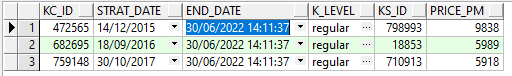 KC_ID STRAT_DATE END_DATE K_LEVEL KS_ID PRICE_PM
1 472565 14/12/2015 30/06/2022 14:11:37 regular ··· 798993 9838
2 682695 18/09/2016 30/06/2022 14:11:37 regular ··· 18853 5989
3 759148 30/10/2017 30/06/2022 14:11:37 regular ··· 710913 5918